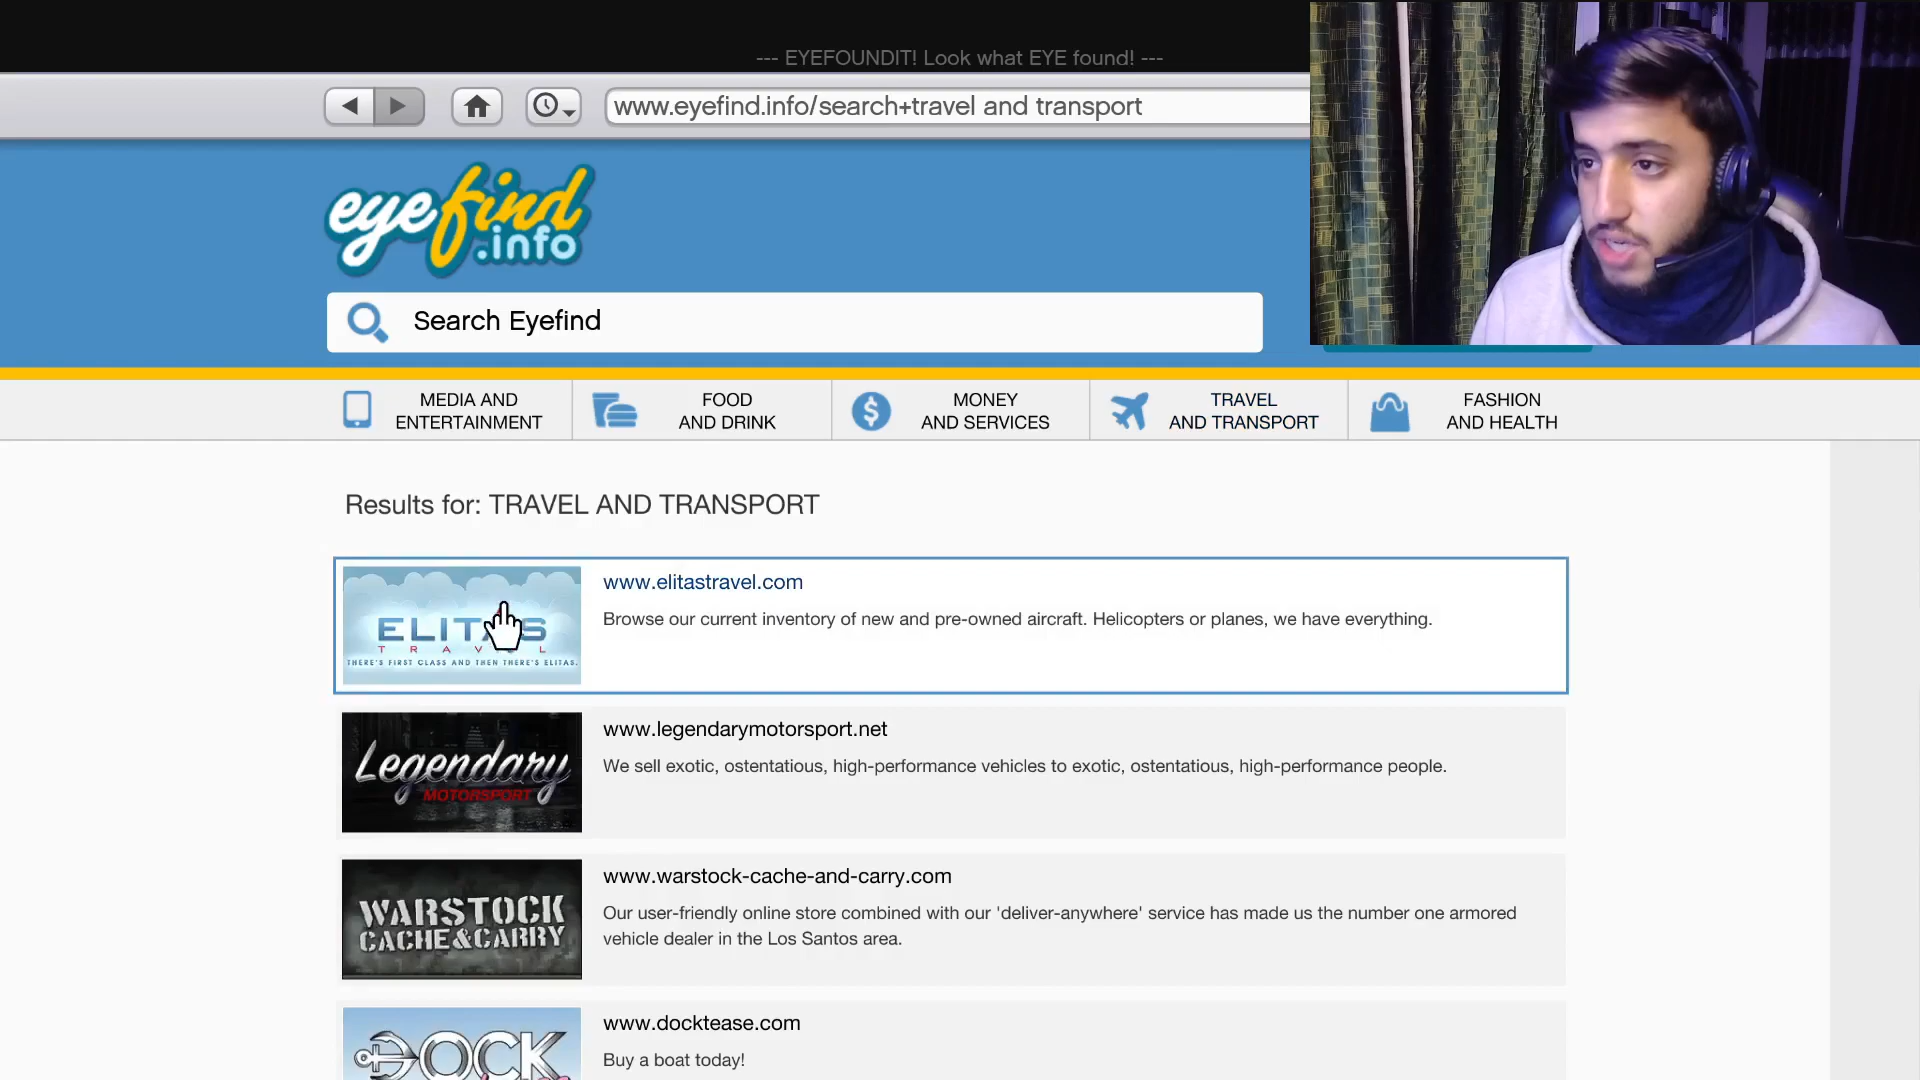 --- EYEFOUNDIT! Look what EYE found! ---
www.eyefind.info/search+travel and transport
eyefind
.info
Search Eyefind
MEDIA AND
ENTERTAINMENT
FOOD
AND DRINK
MONEY
AND SERVICES
TRAVEL
AND TRANSPORT
FASHION
AND HEALTH
Results for: TRAVEL AND TRANSPORT
ELITAS
TRAVEL
THERE'S FIRST CLASS AND THEN THERE'S ELITAS.
www.elitastravel.com
Browse our current inventory of new and pre-owned aircraft. Helicopters or planes, we have everything.
Legendary
MOTORSPORT
www.legendarymotorsport.net
We sell exotic, ostentatious, high-performance vehicles to exotic, ostentatious, high-performance people.
WARSTOCK
CACHE&CARRY
www.warstock-cache-and-carry.com
Our user-friendly online store combined with our 'deliver-anywhere' service has made us the number one armored
vehicle dealer in the Los Santos area.
DOCK
www.docktease.com
Buy a boat today!